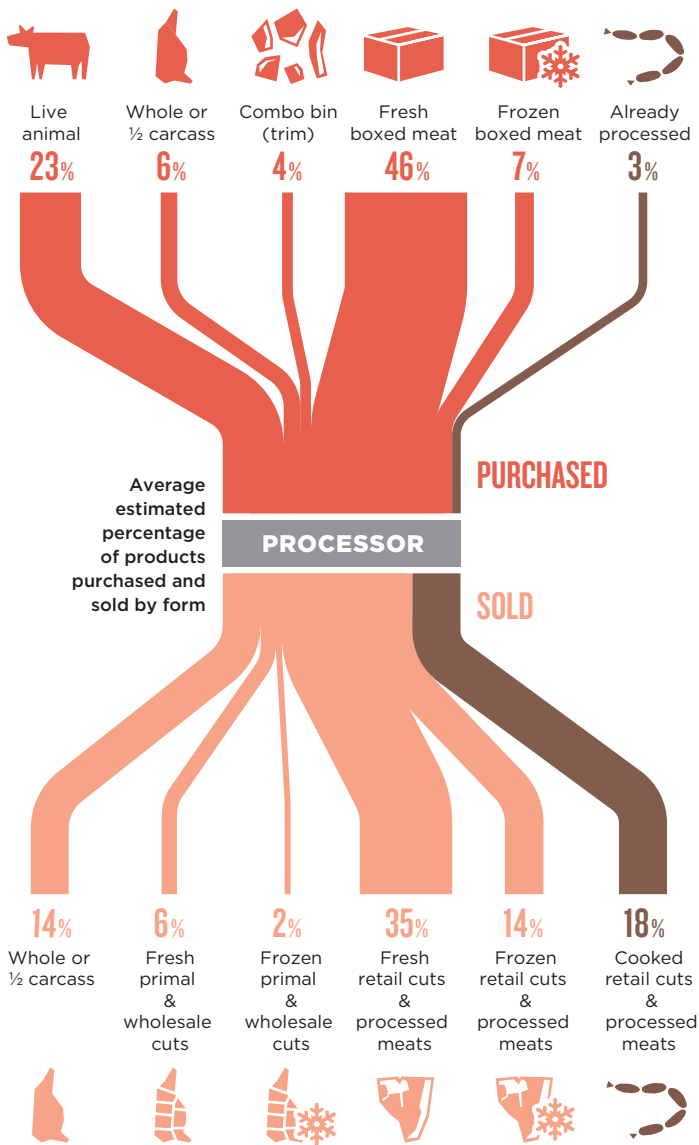 Live
animal
23%
Whole or
½ carcass
6%
Combo bin
(trim)
4%
Fresh
boxed meat
46%
Frozen
boxed meat
7%
Already
processed
3%
PURCHASED
Average
estimated
percentage
of products
purchased and
sold by form
PROCESSOR
SOLD
14%
Whole or
½ carcass
6%
Fresh
primal
&
wholesale
cuts
2%
Frozen
primal
&
wholesale
cuts
35%
Fresh
retail cuts
&
processed
meats
14%
Frozen
retail cuts
&
processed
meats
18%
Cooked
retail cuts
&
processed
meats